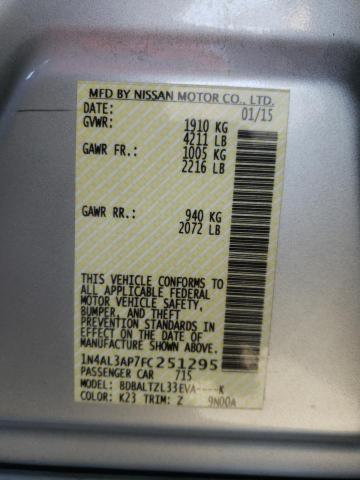 MFD BY NISSAN MOTOR CO., LTD.
DATE: 01/15
GVWR: 1910 KG
4211 LB
GAWR FR.: 1005 KG
2216 LB
GAWR RR.: 940 KG
2072 LB
THIS VEHICLE CONFORMS TO
ALL APPLICABLE FEDERAL
MOTOR VEHICLE SAFETY,
BUMPER, AND THEFT
PREVENTION STANDARDS
IN EFFECT ON THE DATE OF
MANUFACTURE SHOWN ABOVE.
1N4AL3AP7FC251295
PASSENGER CAR 715
MODEL: BDBALTZL33EVA----K
COLOR: K23 TRIM: Z 9N00A